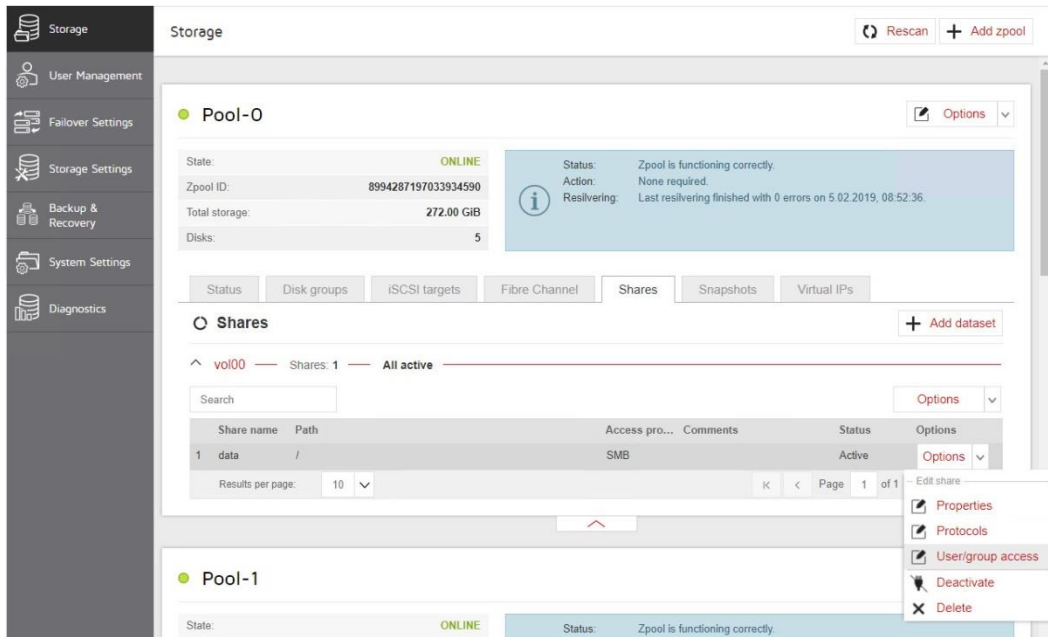 Storage
User Management
Failover Settings
Storage Settings
Backup &
Recovery
System Settings
Diagnostics
Storage
Rescan
Add zpool
Pool-0
Options
State: ONLINE
Zpool ID: 8994287197033934590
Total storage: 272.00 GiB
Disks: 5
Status: Zpool is functioning correctly.
Action: None required.
Resilvering: Last resilvering finished with 0 errors on 5.02.2019, 08:52:36.
Status Disk groups iSCSI targets Fibre Channel Shares Snapshots Virtual IPs
Shares
Add dataset
vol00 Shares: 1 All active
Search
Options
Share name Path Access pro... Comments Status Options
1 data / SMB Active Options
Results per page: 10 Page 1 of 1
Edit share
Properties
Protocols
User/group access
Deactivate
Delete
Pool-1
State: ONLINE
Status: Zpool is functioning correctly.